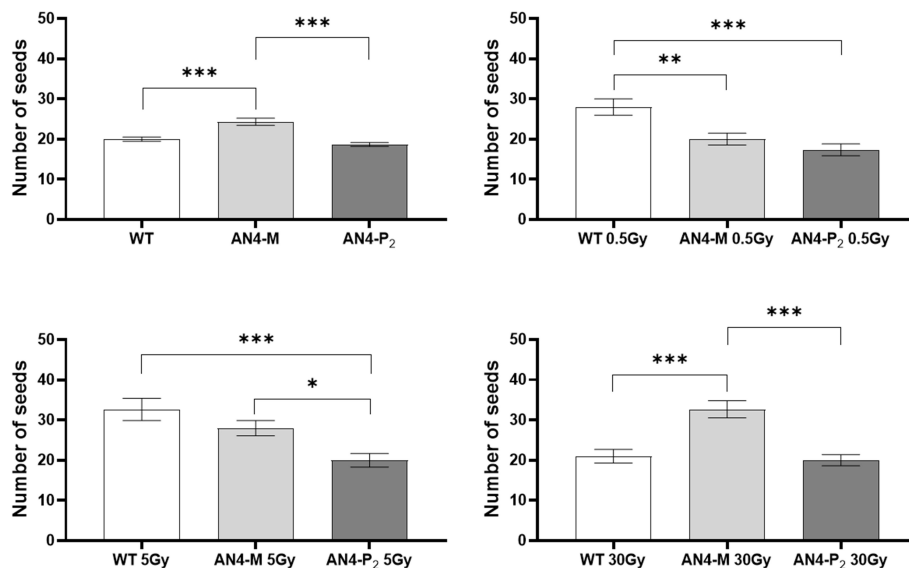 Number of seeds
50
40
30
20
10
0
***
***
WT
AN4-M
AN4-P₂
Number of seeds
50
40
30
20
10
0
***
**
WT 0.5Gy
AN4-M 0.5Gy
AN4-P₂ 0.5Gy
Number of seeds
50
40
30
20
10
0
***
*
WT 5Gy
AN4-M 5Gy
AN4-P₂ 5Gy
Number of seeds
50
40
30
20
10
0
***
***
WT 30Gy
AN4-M 30Gy
AN4-P₂ 30Gy